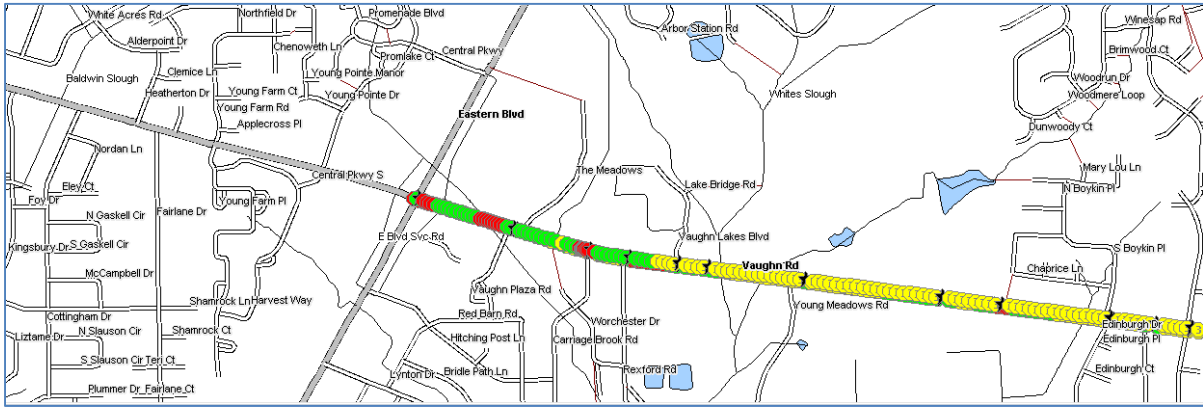 White Acres Rd
Northfield Dr
Promenade Blvd
Arbor Station Rd
Winesap Rd
Alderpoint Dr
Chenoweth Ln
Central Pkwy
Promlake Ct
Brimwood Ct
Baldwin Slough
Clemice Ln
Young Pointe Manor
Woodrun Dr
Heatherton Dr
Young Farm Ct
Young Pointe Dr
Whites Slough
Woodmere Loop
Young Farm Rd
Eastern Blvd
Applecross Pl
Dunwoody Ct
Nordan Ln
Central Pkwy S
The Meadows
Mary Lou Ln
Eley Ct
Lake Bridge Rd
N Boykin Pl
Foy Dr
Young Farm Pl
N Gaskell Cir
Fairlane Dr
E Blvd Svc Rd
Vaughn Lakes Blvd
Kingsbury Dr
S Gaskell Cir
S Boykin Pl
Vaughn Rd
Chaprice Ln
McCampbell Dr
Vaughn Plaza Rd
Shamrock Ln
Harvest Way
Young Meadows Rd
Cottingham Dr
Red Barn Rd
Worchester Dr
Edinburgh Dr
N Slauson Cir
Shamrock Ct
Liztame Dr
Hitching Post Ln
Carriage Brook Rd
Edinburgh Pl
S Slauson Cir
Teri Ct
Lynton Dr
Bridle Path Ln
Rexford Rd
Edinburgh Ct
Plummer Dr
Fairlane Ct
3